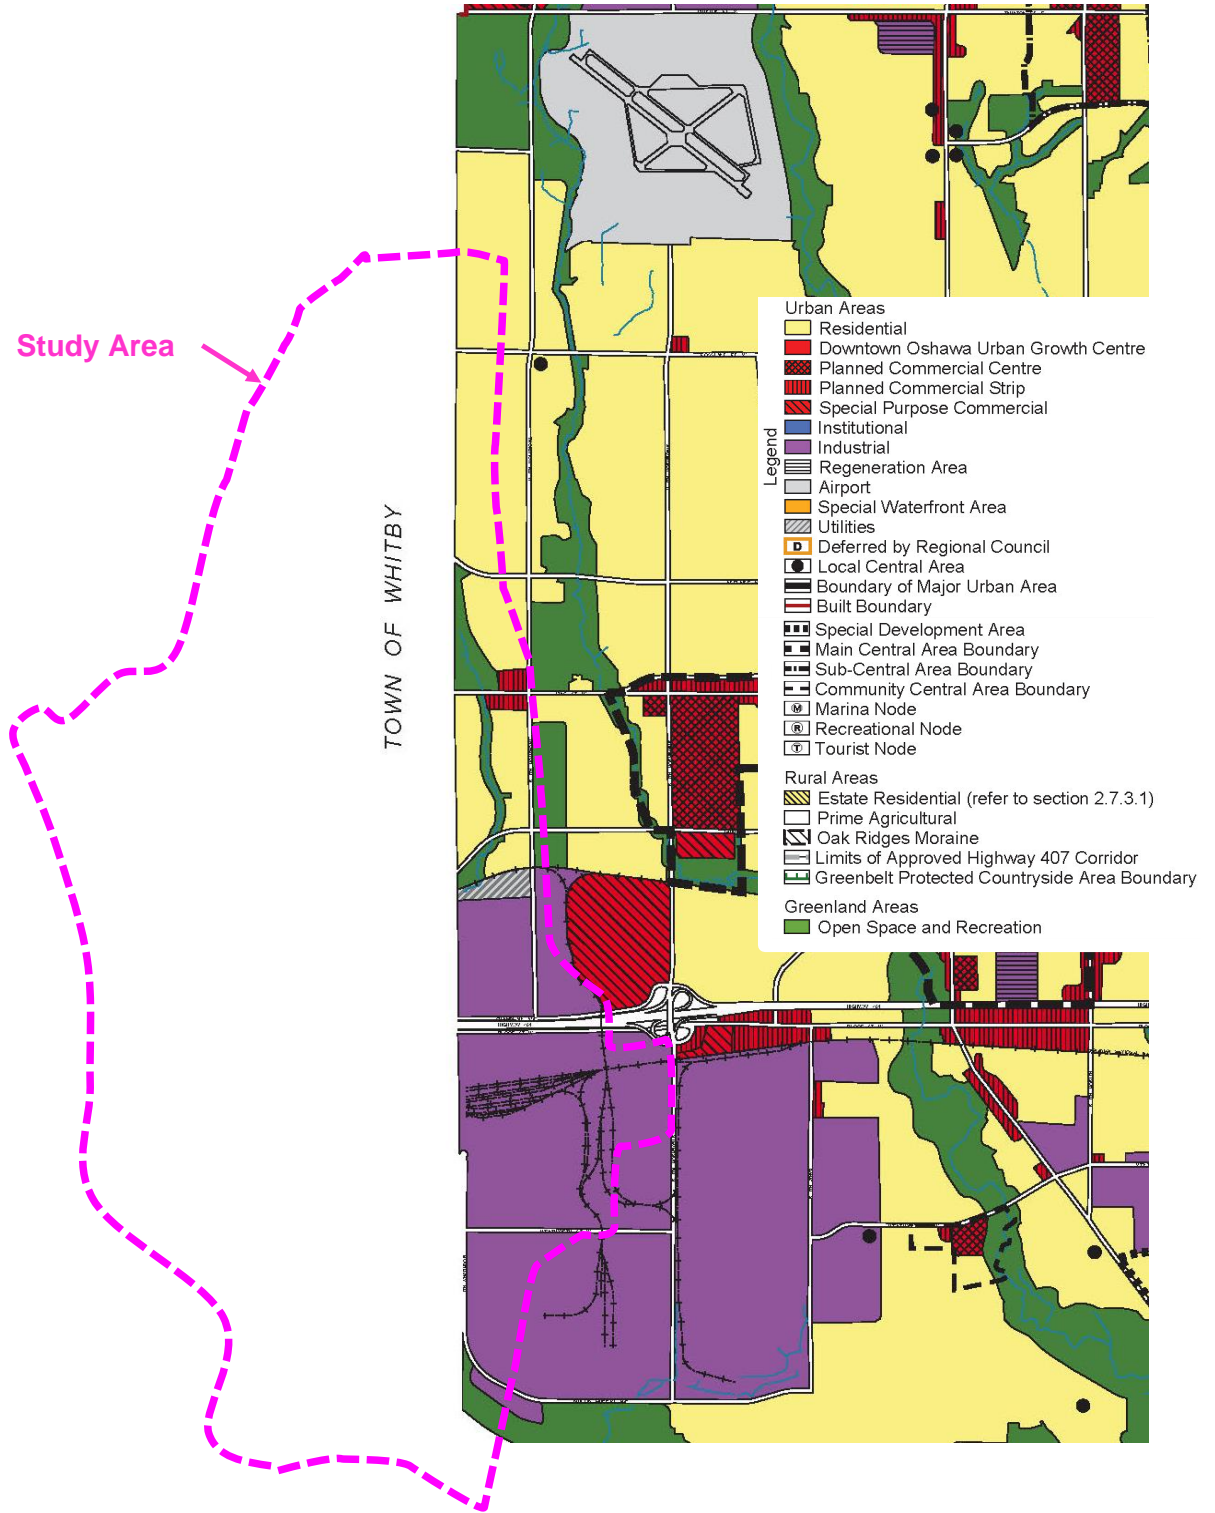 Study Area
TOWN OF WHITBY
Legend
Urban Areas
Residential
Downtown Oshawa Urban Growth Centre
Planned Commercial Centre
Planned Commercial Strip
Special Purpose Commercial
Institutional
Industrial
Regeneration Area
Airport
Special Waterfront Area
Utilities
D Deferred by Regional Council
Local Central Area
Boundary of Major Urban Area
Built Boundary
Special Development Area
Main Central Area Boundary
Sub-Central Area Boundary
Community Central Area Boundary
M Marina Node
R Recreational Node
T Tourist Node
Rural Areas
Estate Residential (refer to section 2.7.3.1)
Prime Agricultural
Oak Ridges Moraine
Limits of Approved Highway 407 Corridor
Greenbelt Protected Countryside Area Boundary
Greenland Areas
Open Space and Recreation